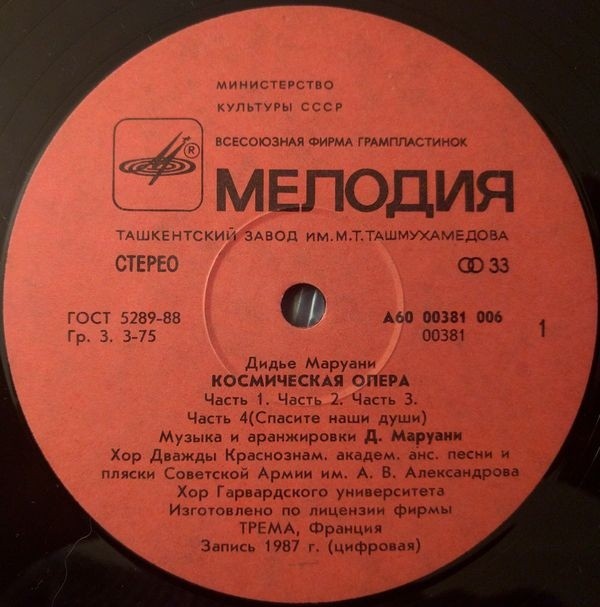 МИНИСТЕРСТВО
КУЛЬТУРЫ СССР
ВСЕСОЮЗНАЯ ФИРМА ГРАМПЛАСТИНОК
®
МЕЛОДИЯ
ТАШКЕНТСКИЙ ЗАВОД ИМ.М.Т.ТАШМУХАМЕДОВА
СТЕРЕО 33
ГОСТ 5289-88 А60 00381 006
Гр. 3. 3-75 00381 1
Дидье Маруани
КОСМИЧЕСКАЯ ОПЕРА
Часть 1. Часть 2. Часть 3.
Часть 4(Спасите наши души)
Музыка и аранжировки Д. Маруани
Хор Дважды Краснознам. академ. анс. песни и
пляски Советской Армии им. А. В. Александрова
Хор Гарвардского университета
Изготовлено по лицензии фирмы
ТРЕМА, Франция
Запись 1987 г. (цифровая)